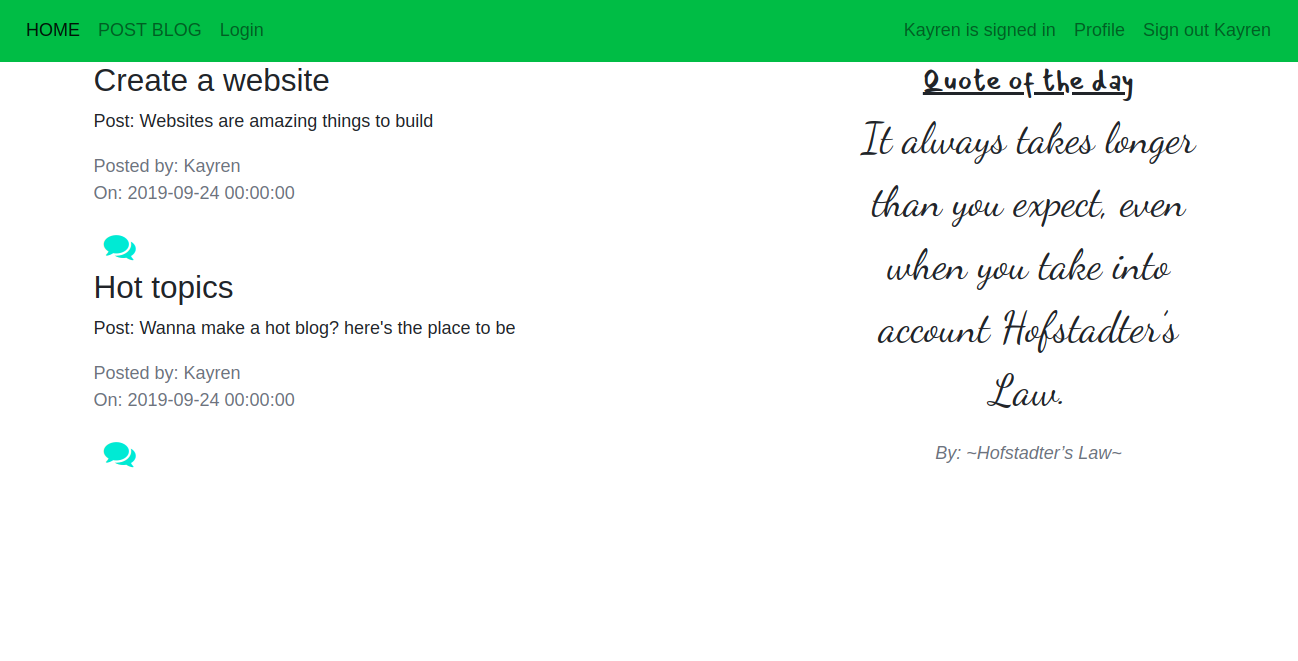 HOME POST BLOG Login Kayren is signed in Profile Sign out Kayren
Create a website
Post: Websites are amazing things to build
Posted by: Kayren
On: 2019-09-24 00:00:00
Hot topics
Post: Wanna make a hot blog? here's the place to be
Posted by: Kayren
On: 2019-09-24 00:00:00
Quote of the day
It always takes longer
than you expect, even
when you take into
account Hofstadter’s
Law.
By: ~Hofstadter’s Law~